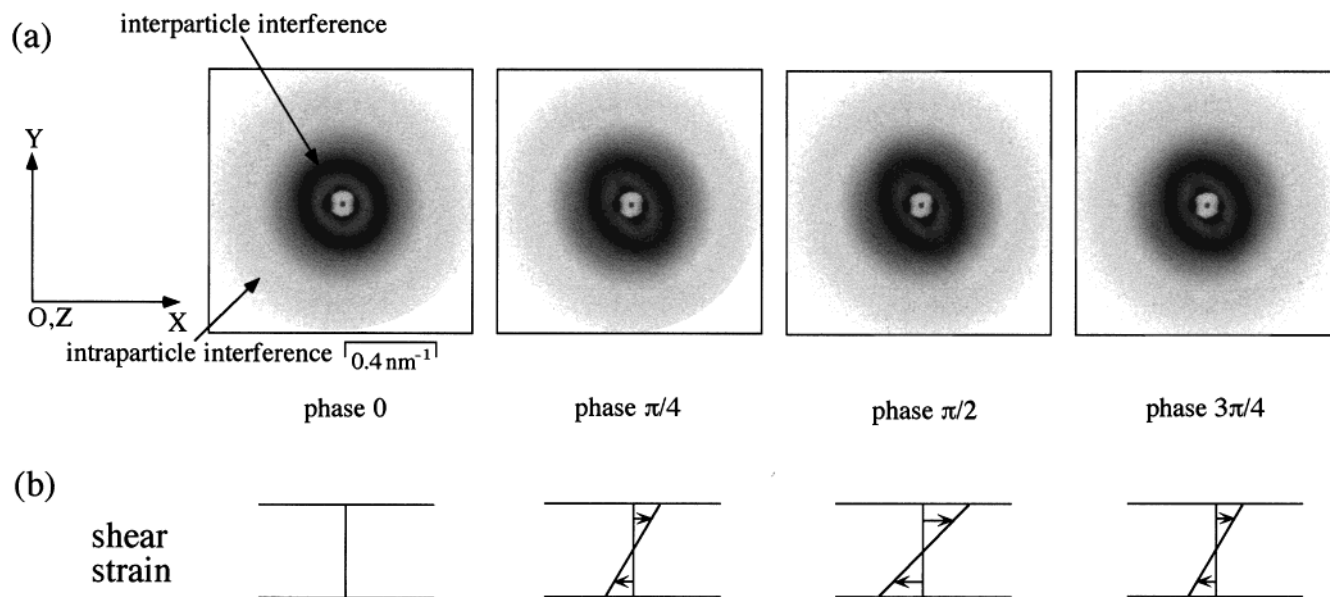 (a)
interparticle interference
Y
O,Z
X
intraparticle interference
0.4 nm⁻¹
phase 0
phase π/4
phase π/2
phase 3π/4
(b)
shear
strain